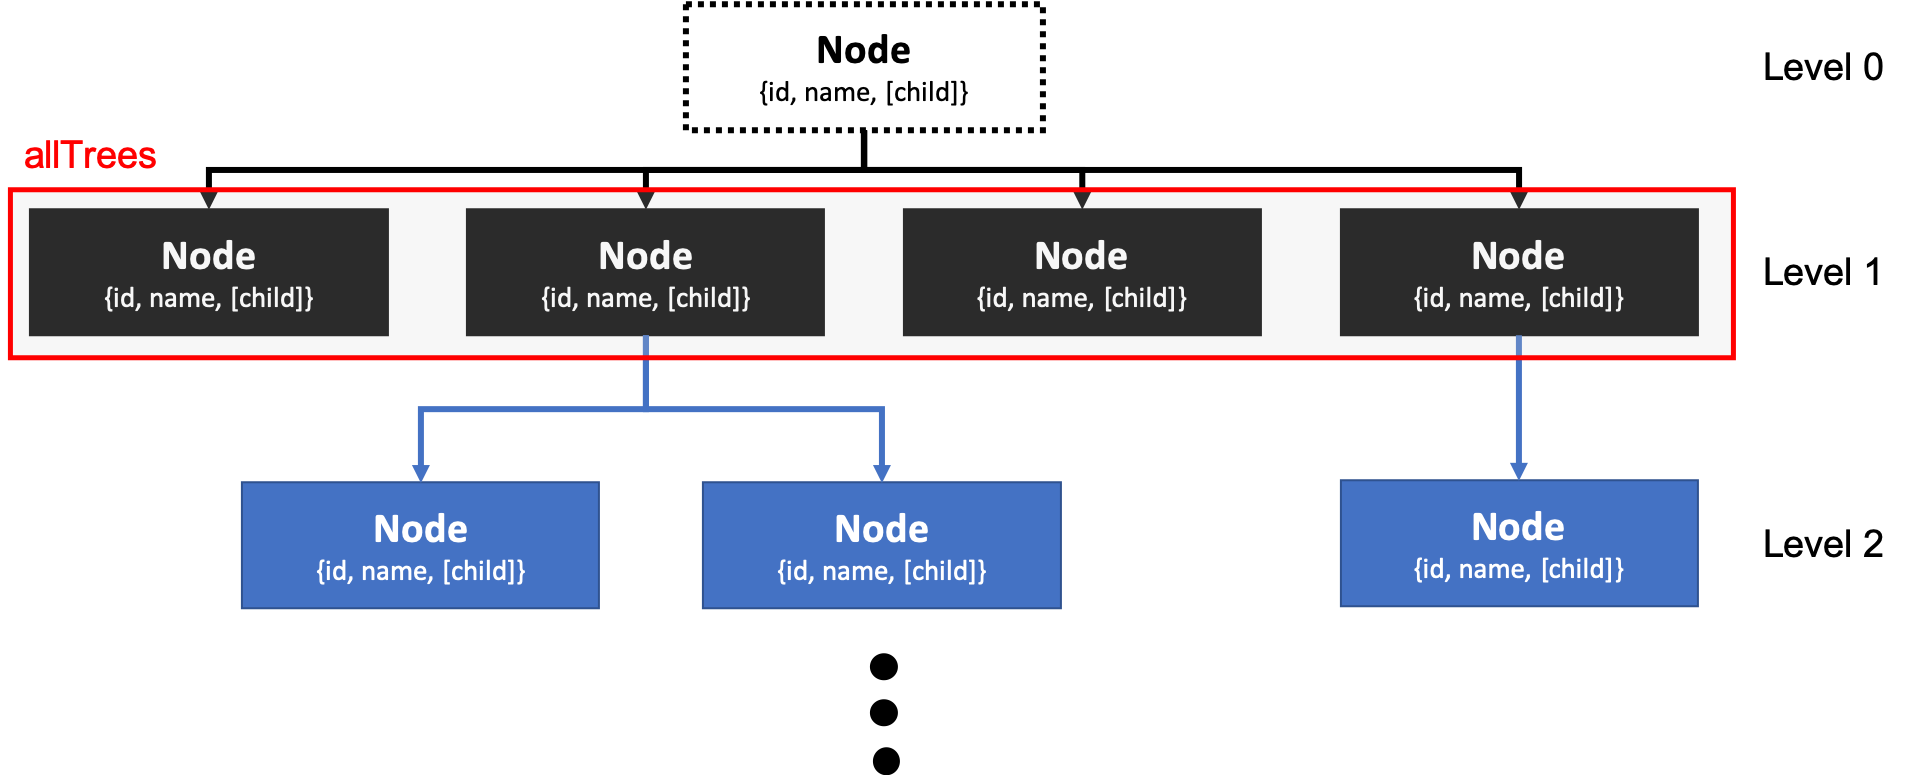 Node
{id, name, [child]}
Level 0
allTrees
Node
{id, name, [child]}
Node
{id, name, [child]}
Node
{id, name, [child]}
Node
{id, name, [child]}
Level 1
Node
{id, name, [child]}
Node
{id, name, [child]}
Node
{id, name, [child]}
Level 2